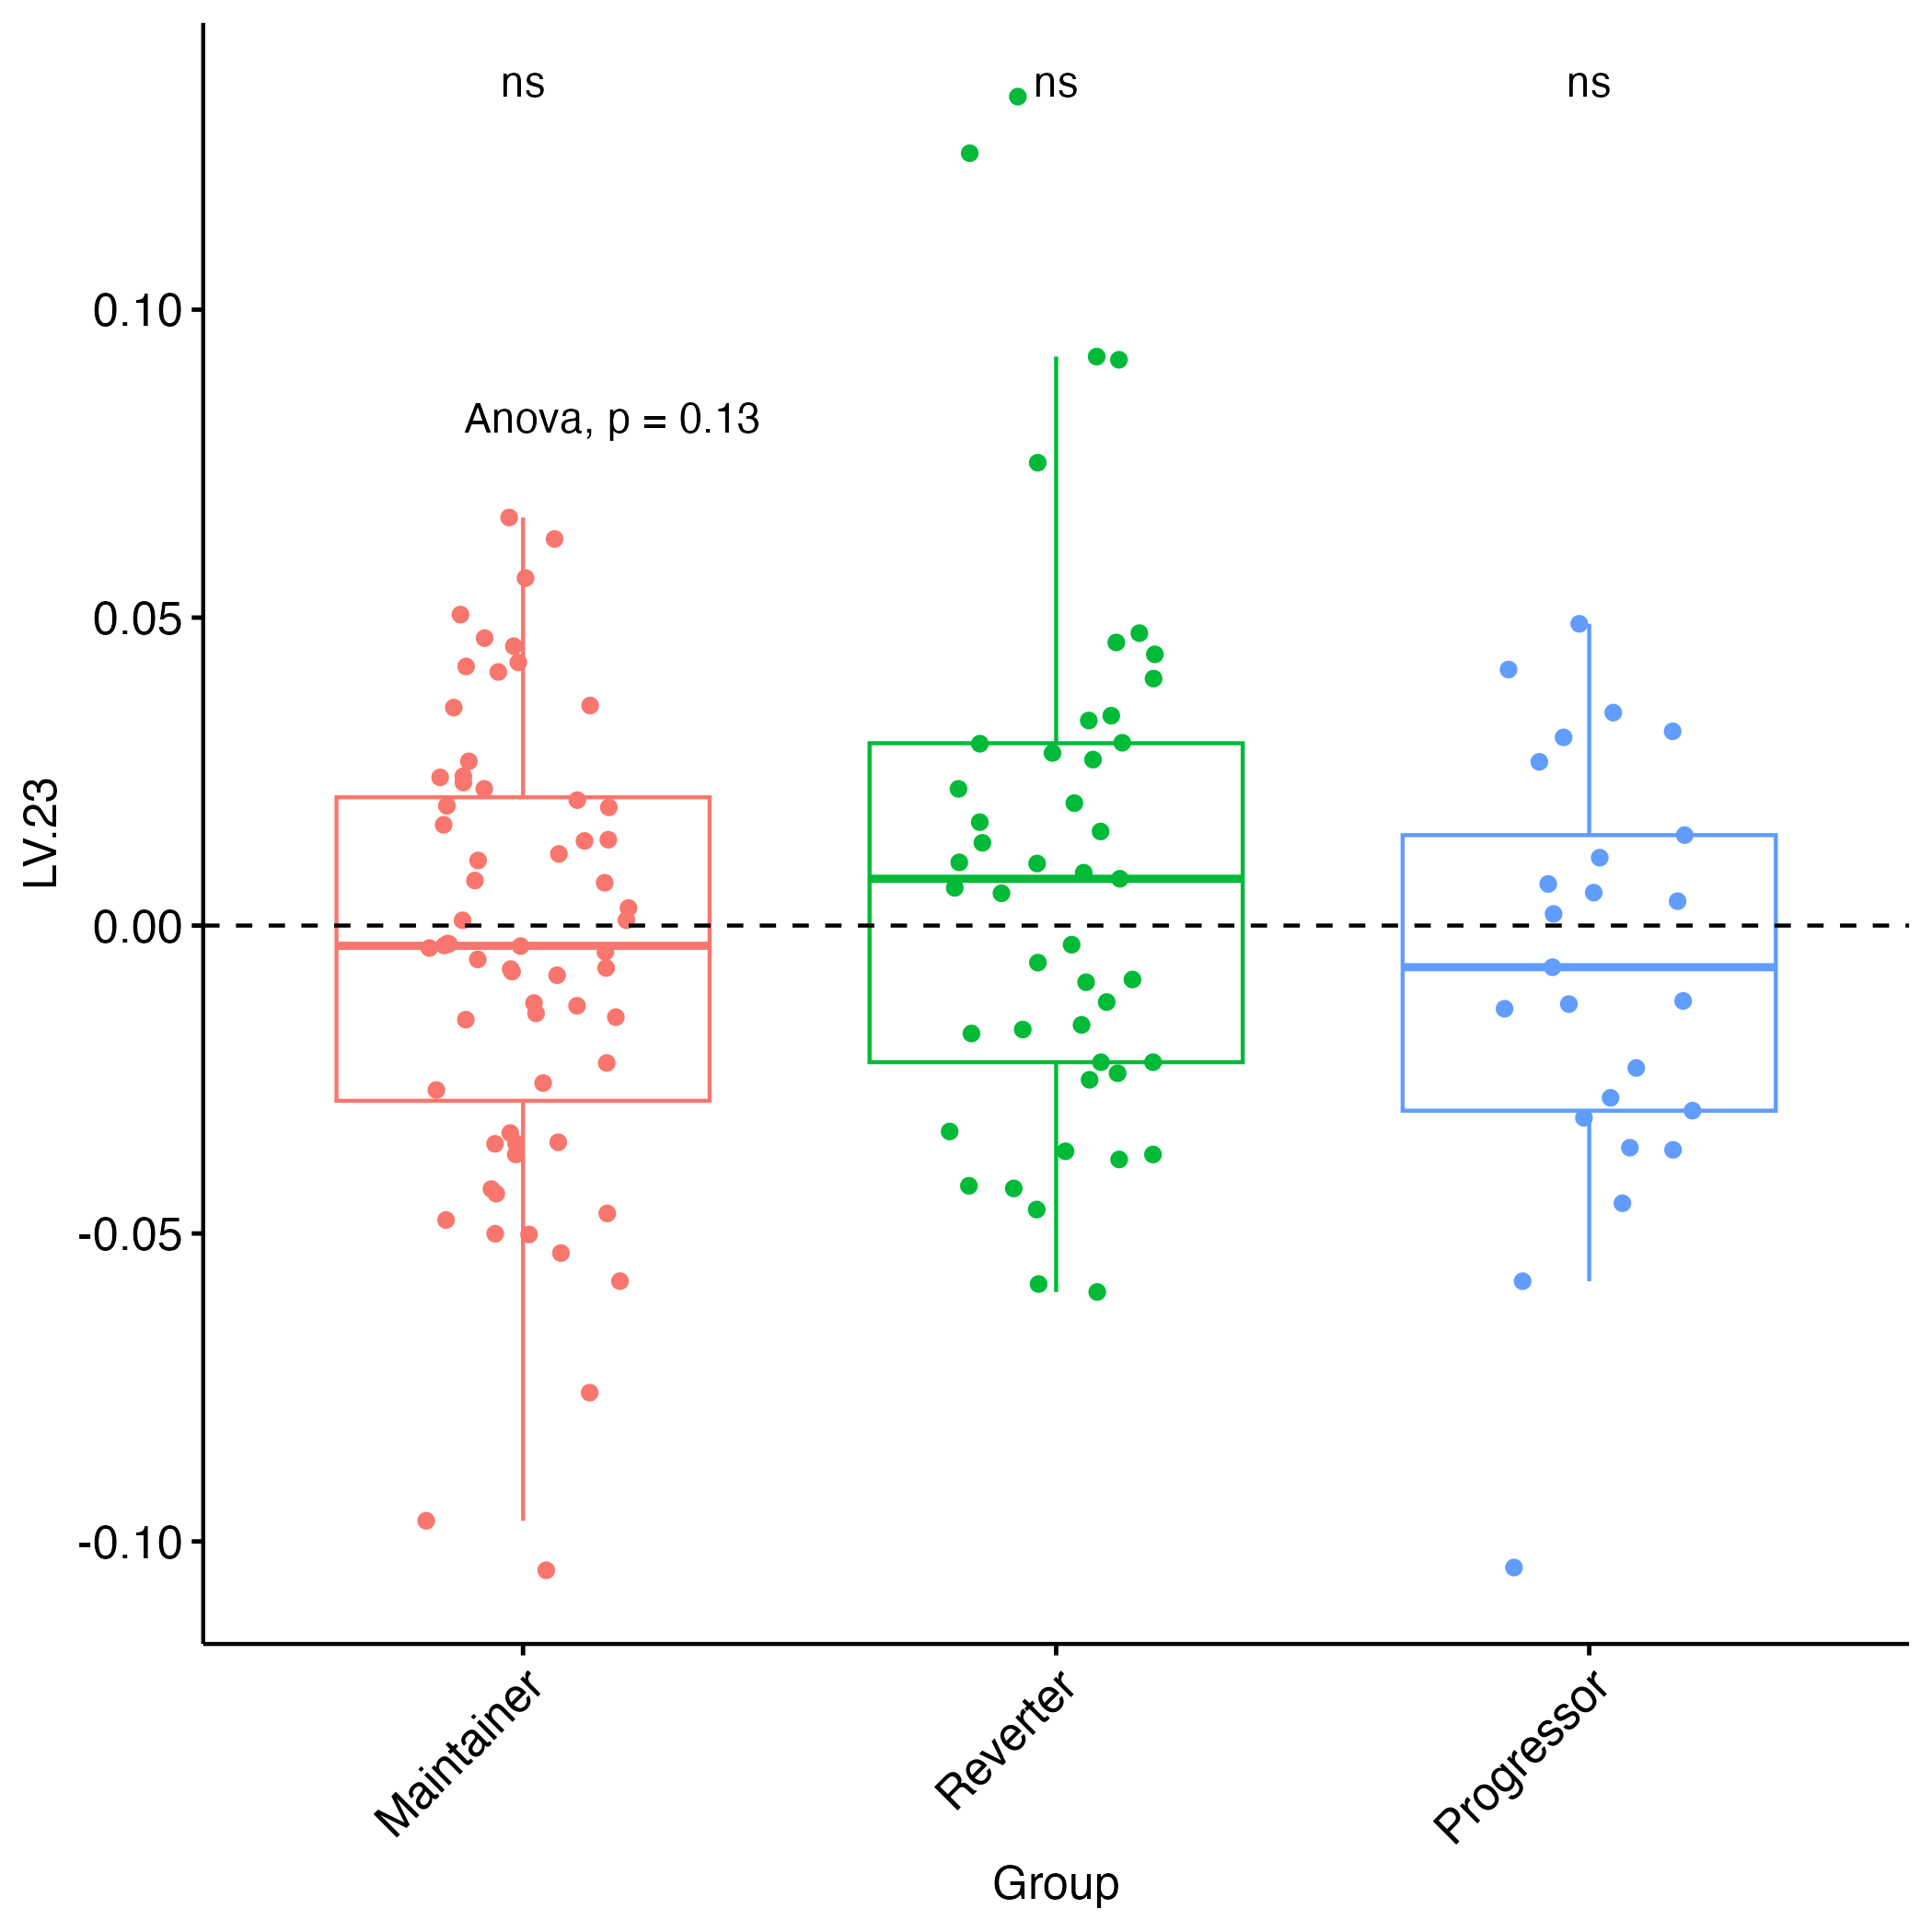 ns ns ns
0.10
Anova, p = 0.13
0.05
LV.23
0.00
-0.05
-0.10
Maintainer Reverter Progressor
Group